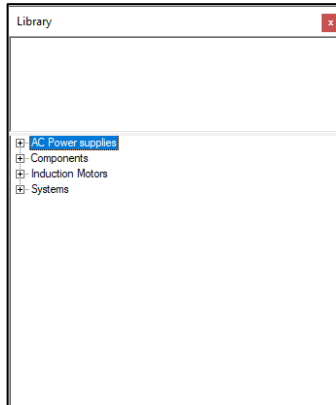 Library
x
AC Power supplies
Components
Induction Motors
Systems